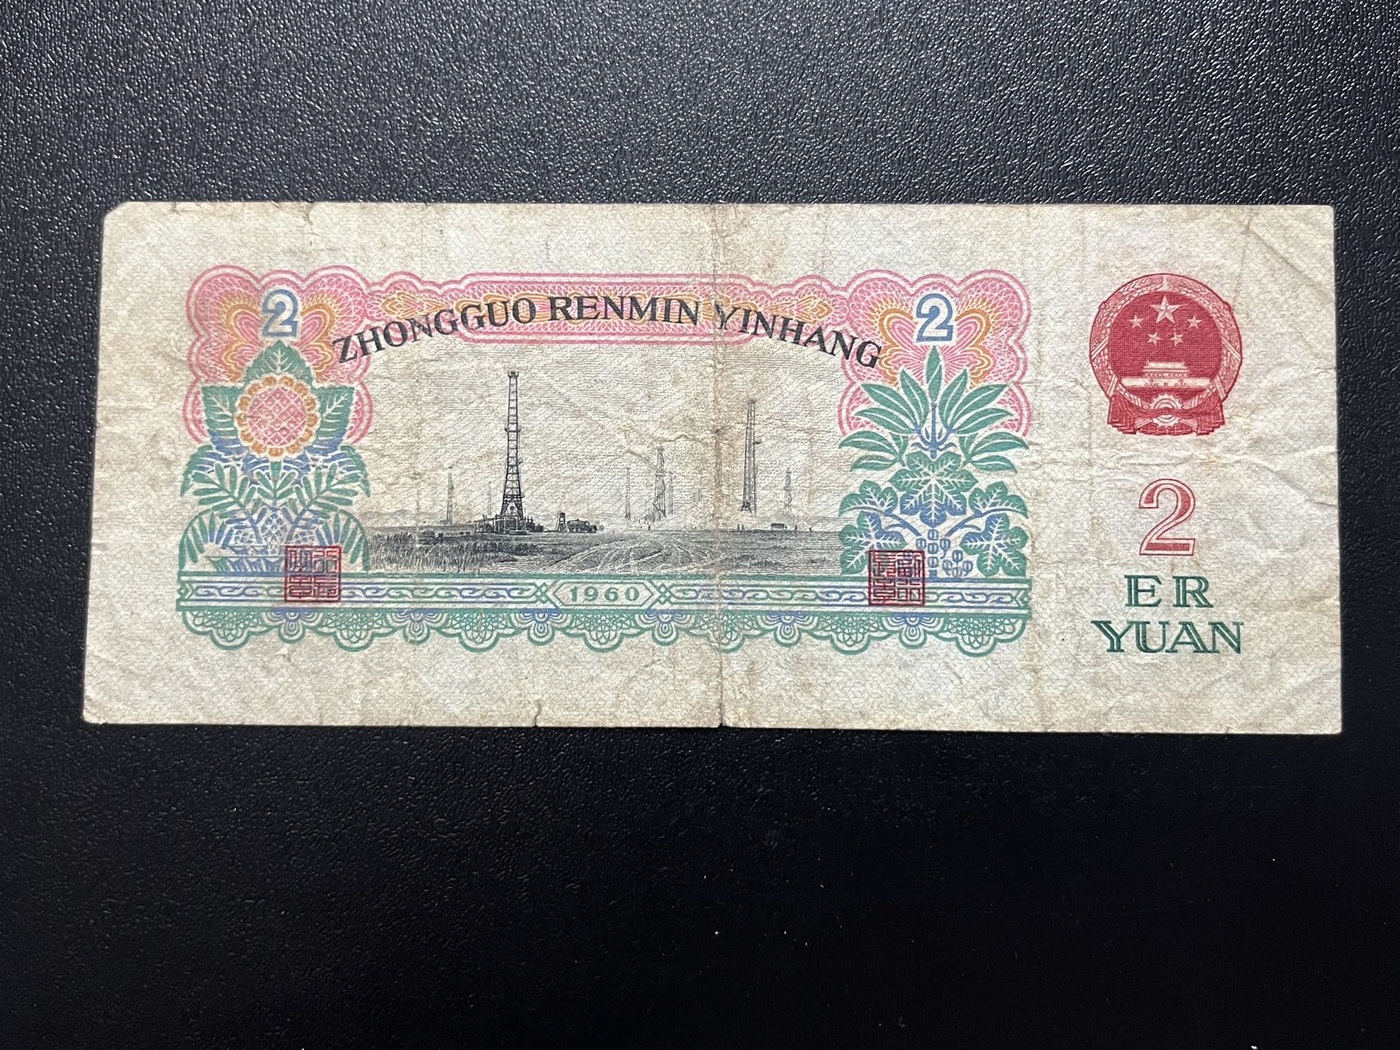 2
2
ZHONGGUO RENMIN YINHANG
2
ER
YUAN
1960